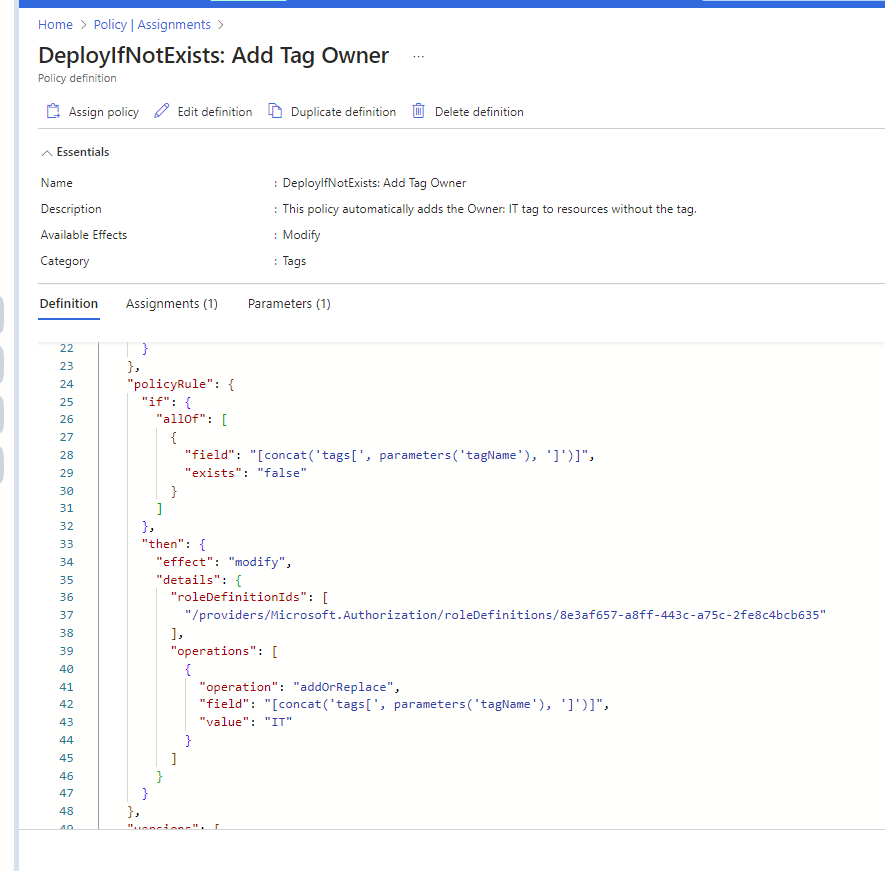 Home > Policy | Assignments >
DeployIfNotExists: Add Tag Owner ...
Policy definition
Assign policy Edit definition Duplicate definition Delete definition
Essentials
Name : DeployIfNotExists: Add Tag Owner
Description : This policy automatically adds the Owner: IT tag to resources without the tag.
Available Effects : Modify
Category : Tags
Definition Assignments (1) Parameters (1)
22 }
23 },
24 "policyRule": {
25 "if": {
26 "allOf": [
27 {
28 "field": "[concat('tags[', parameters('tagName'), ']')]",
29 "exists": "false"
30 }
31 ]
32 },
33 "then": {
34 "effect": "modify",
35 "details": {
36 "roleDefinitionIds": [
37 "/providers/Microsoft.Authorization/roleDefinitions/8e3af657-a8ff-443c-a75c-2fe8c4bcb635"
38 ],
39 "operations": [
40 {
41 "operation": "addOrReplace",
42 "field": "[concat('tags[', parameters('tagName'), ']')]",
43 "value": "IT"
44 }
45 ]
46 }
47 }
48 },
49 "versions": [